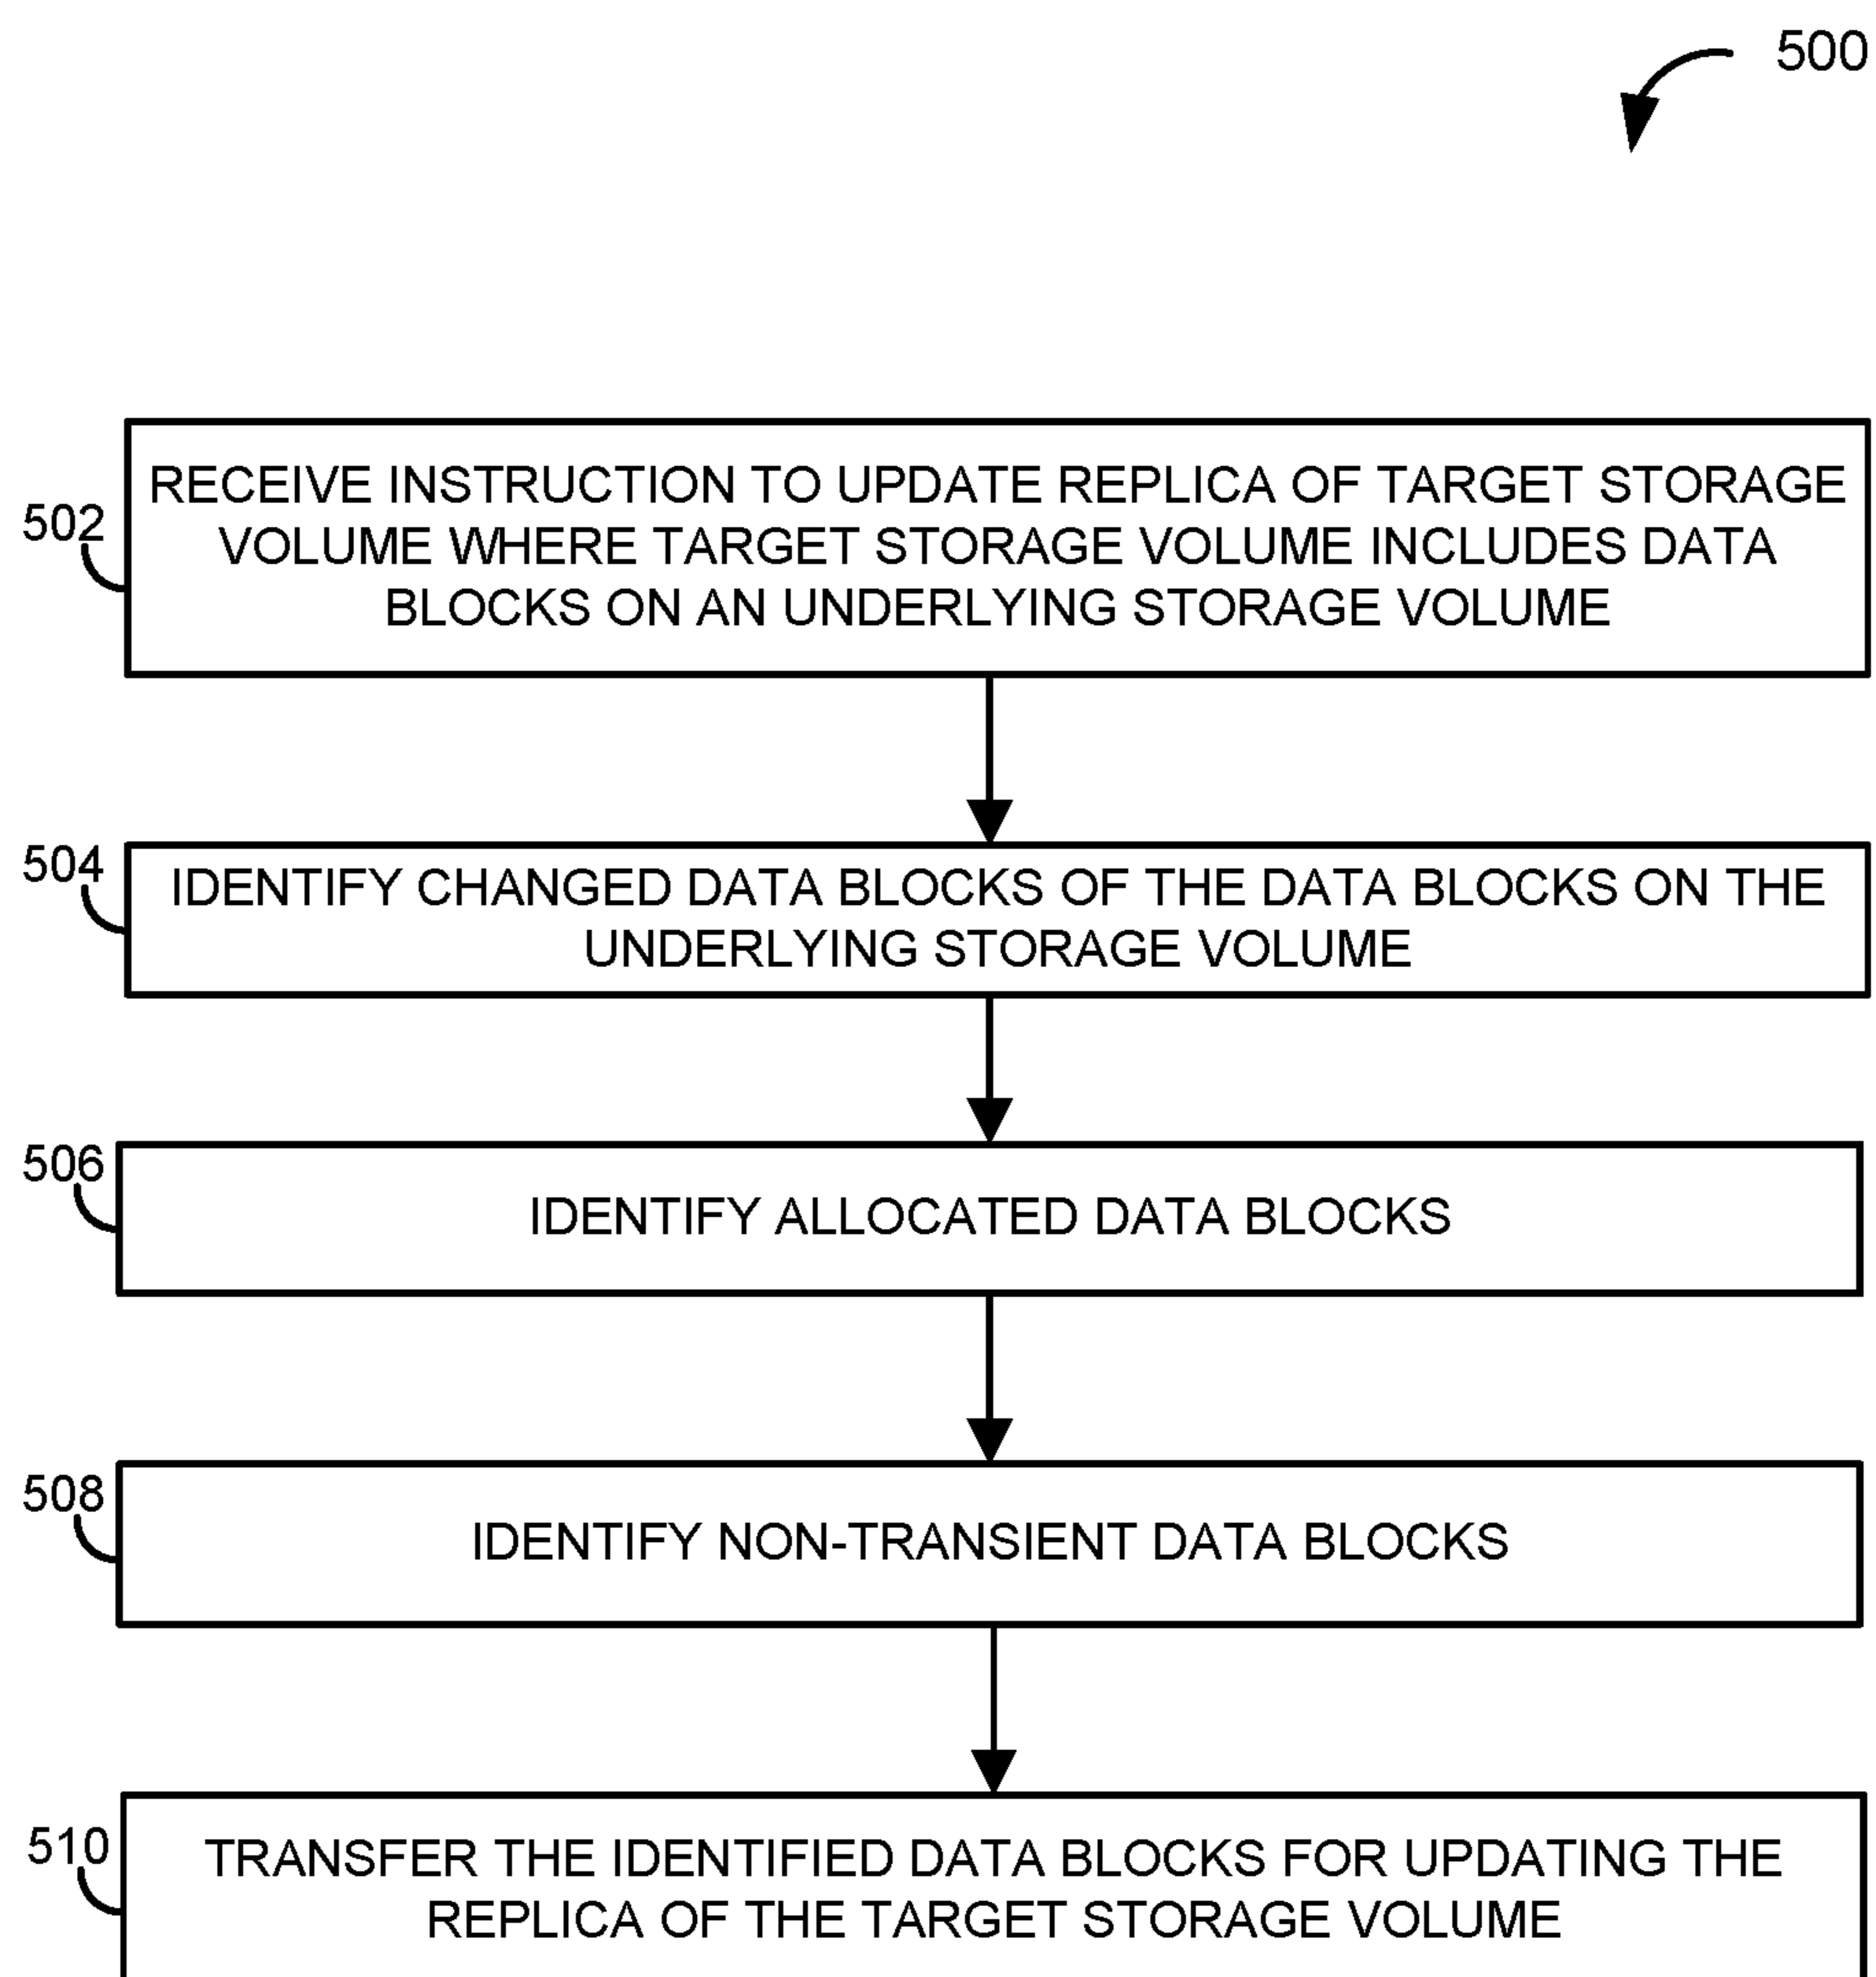 500
502
RECEIVE INSTRUCTION TO UPDATE REPLICA OF TARGET STORAGE
VOLUME WHERE TARGET STORAGE VOLUME INCLUDES DATA
BLOCKS ON AN UNDERLYING STORAGE VOLUME
504
IDENTIFY CHANGED DATA BLOCKS OF THE DATA BLOCKS ON THE
UNDERLYING STORAGE VOLUME
506
IDENTIFY ALLOCATED DATA BLOCKS
508
IDENTIFY NON-TRANSIENT DATA BLOCKS
510
TRANSFER THE IDENTIFIED DATA BLOCKS FOR UPDATING THE
REPLICA OF THE TARGET STORAGE VOLUME